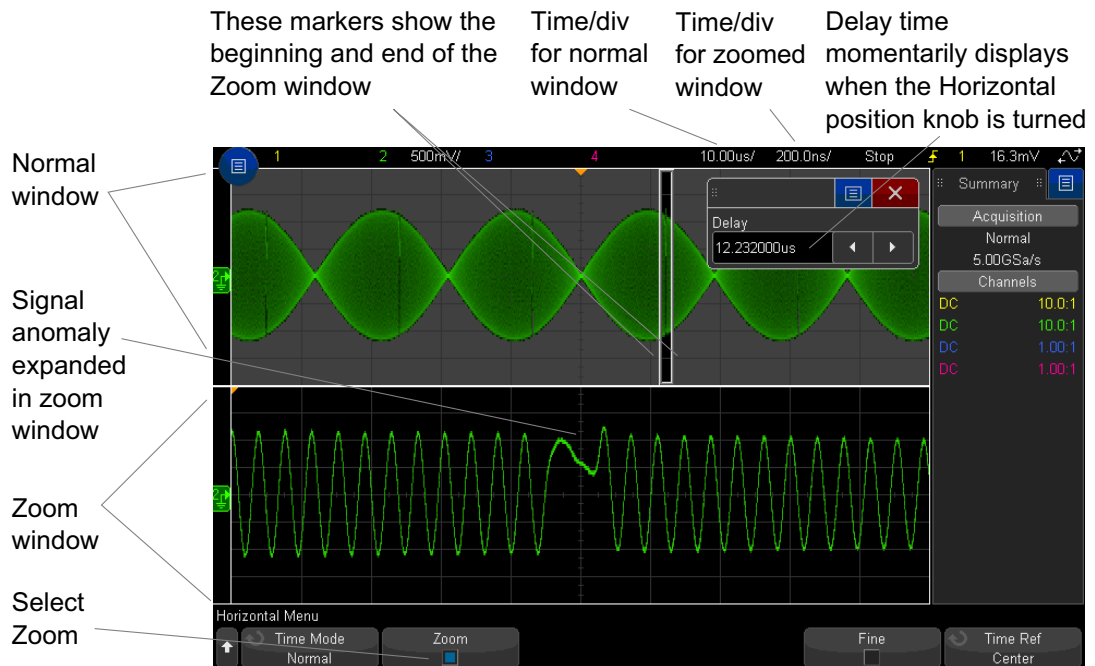 These markers show the
beginning and end of the
Zoom window
Time/div
for normal
window
Time/div
for zoomed
window
Delay time
momentarily displays
when the Horizontal
position knob is turned
Normal
window
Signal
anomaly
expanded
in zoom
window
Zoom
window
Select
Zoom
1 2 500mV// 3 4 10.00us/ 200.0ns/ Stop 1 16.3mV
Delay
12.232000us
Summary
Acquisition
Normal
5.00GSa/s
Channels
DC 10.0:1
DC 10.0:1
DC 1.00:1
DC 1.00:1
2
2
Horizontal Menu
Time Mode
Normal
Zoom
Fine
Time Ref
Center